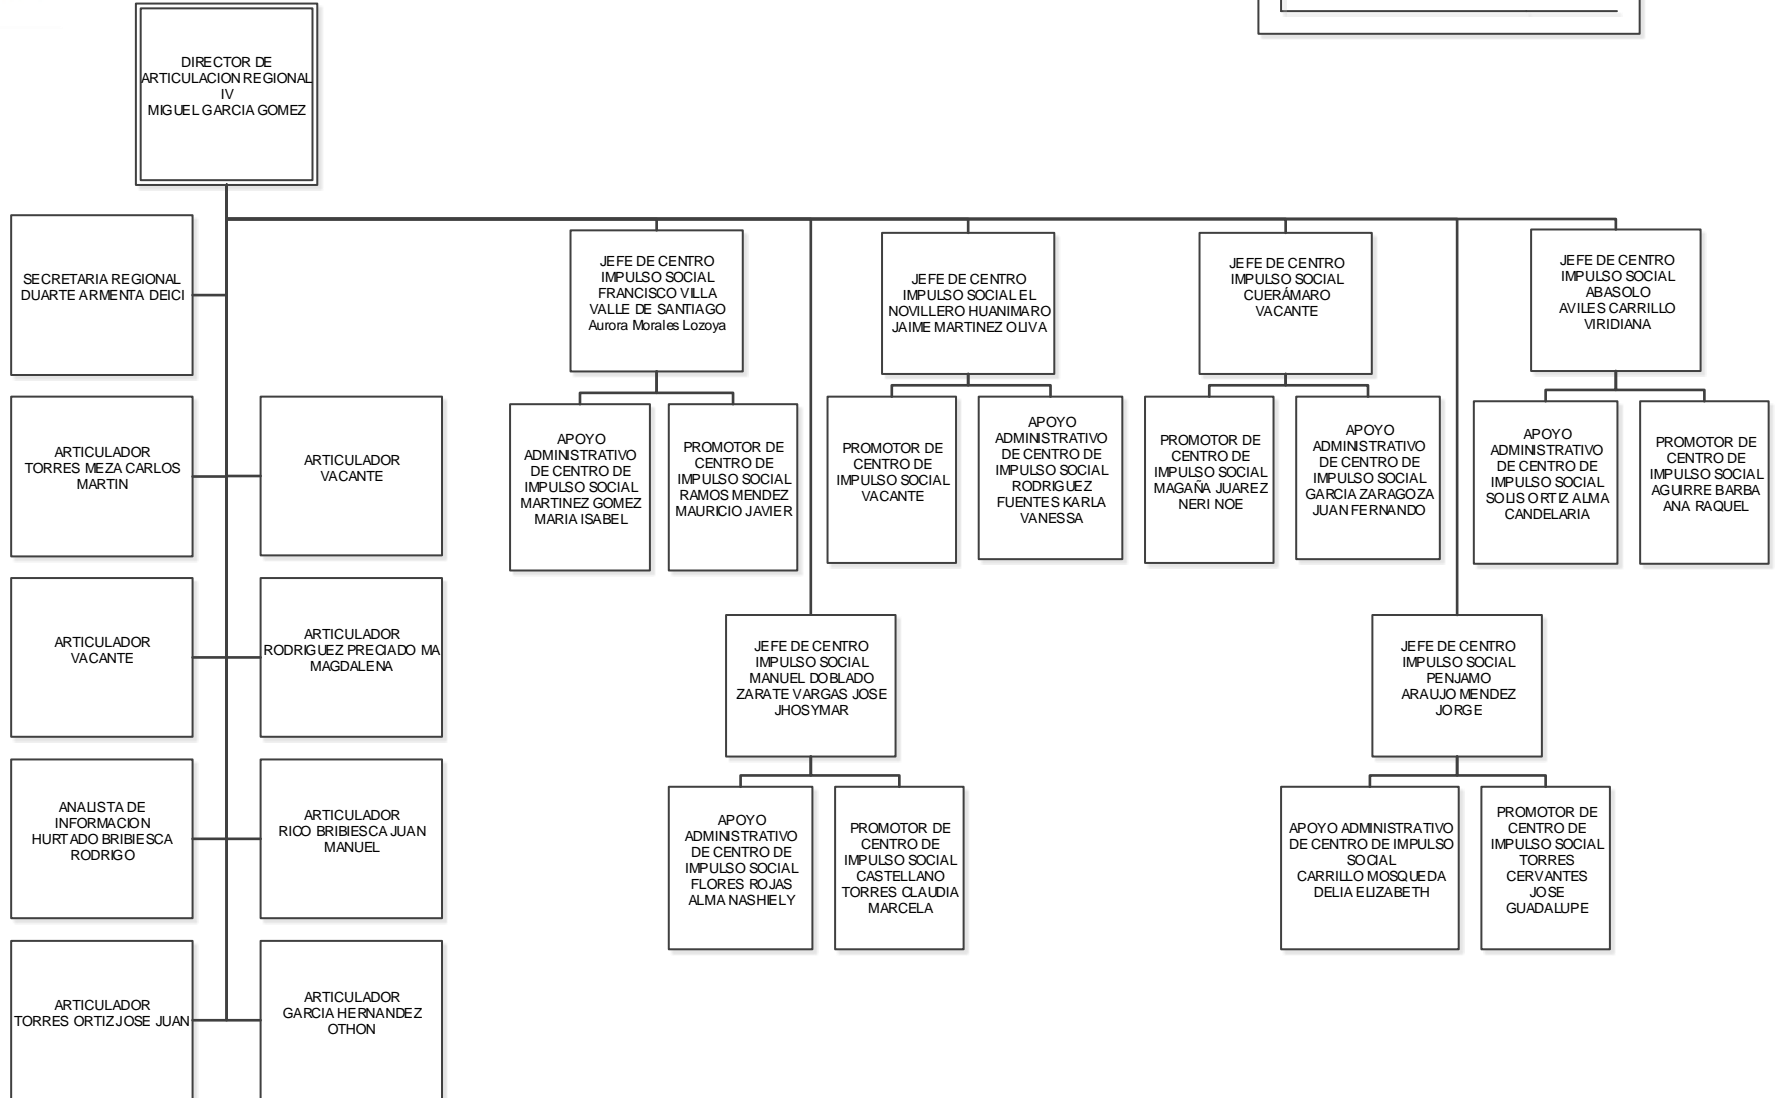 DIRECTOR DE
ARTICULACION REGIONAL
IV
MIGUEL GARCIA GOMEZ
SECRETARIA REGIONAL
DUARTE ARMENTA DEICI
JEFE DE CENTRO
IMPULSO SOCIAL
FRANCISCO VILLA
VALLE DE SANTIAGO
Aurora Morales Lozoya
JEFE DE CENTRO
IMPULSO SOCIAL EL
NOVILLERO HUANIMARO
JAIME MARTINEZ OLIVA
JEFE DE CENTRO
IMPULSO SOCIAL
CUERÁMARO
VACANTE
JEFE DE CENTRO
IMPULSO SOCIAL
ABASOLO
AVILES CARRILLO
VIRIDIANA
ARTICULADOR
TORRES MEZA CARLOS
MARTIN
ARTICULADOR
VACANTE
APOYO
ADMINISTRATIVO
DE CENTRO DE
IMPULSO SOCIAL
MARTINEZ GOMEZ
MARIA ISABEL
PROMOTOR DE
CENTRO DE
IMPULSO SOCIAL
RAMOS MENDEZ
MAURICIO JAVIER
PROMOTOR DE
CENTRO DE
IMPULSO SOCIAL
VACANTE
APOYO
ADMINISTRATIVO
DE CENTRO DE
IMPULSO SOCIAL
RODRIGUEZ
FUENTES KARLA
VANESSA
PROMOTOR DE
CENTRO DE
IMPULSO SOCIAL
MAGAÑA JUAREZ
NERI NOE
APOYO
ADMINISTRATIVO
DE CENTRO DE
IMPULSO SOCIAL
GARCIA ZARAGOZA
JUAN FERNANDO
APOYO
ADMINISTRATIVO
DE CENTRO DE
IMPULSO SOCIAL
SOLIS ORTIZ ALMA
CANDELARIA
PROMOTOR DE
CENTRO DE
IMPULSO SOCIAL
AGUIRRE BARBA
ANA RAQUEL
ARTICULADOR
VACANTE
ARTICULADOR
RODRIGUEZ PRECIADO MA
MAGDALENA
JEFE DE CENTRO
IMPULSO SOCIAL
MANUEL DOBLADO
ZARATE VARGAS JOSE
JHOSYMAR
JEFE DE CENTRO
IMPULSO SOCIAL
PENJAMO
ARAUJO MENDEZ
JORGE
ANALISTA DE
INFORMACION
HURTADO BRIBIESCA
RODRIGO
ARTICULADOR
RICO BRIBIESCA JUAN
MANUEL
APOYO
ADMINISTRATIVO
DE CENTRO DE
IMPULSO SOCIAL
FLORES ROJAS
ALMA NASHIELY
PROMOTOR DE
CENTRO DE
IMPULSO SOCIAL
CASTELLANO
TORRES CLAUDIA
MARCELA
APOYO ADMINISTRATIVO
DE CENTRO DE IMPULSO
SOCIAL
CARRILLO MOSQUEDA
DELIA ELIZABETH
PROMOTOR DE
CENTRO DE
IMPULSO SOCIAL
TORRES
CERVANTES
JOSE
GUADALUPE
ARTICULADOR
TORRES ORTIZ JOSE JUAN
ARTICULADOR
GARCIA HERNANDEZ
OTHON